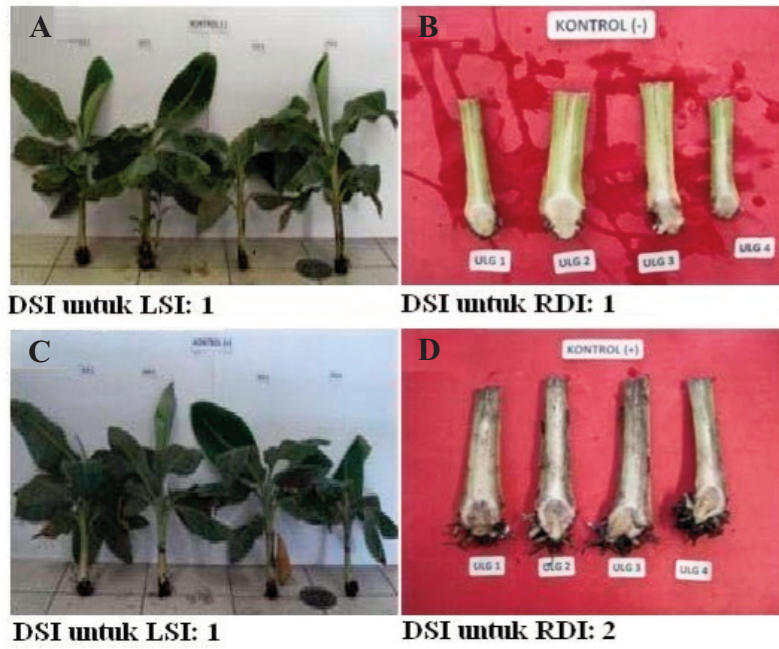 A
KONTROL (-)
B
KONTROL (-)
ULG 1
ULG 2
ULG 3
ULG 4
DSI untuk LSI: 1
DSI untuk RDI: 1
C
KONTROL (+)
D
KONTROL (+)
ULG 1
ULG 2
ULG 3
ULG 4
DSI untuk LSI: 1
DSI untuk RDI: 2